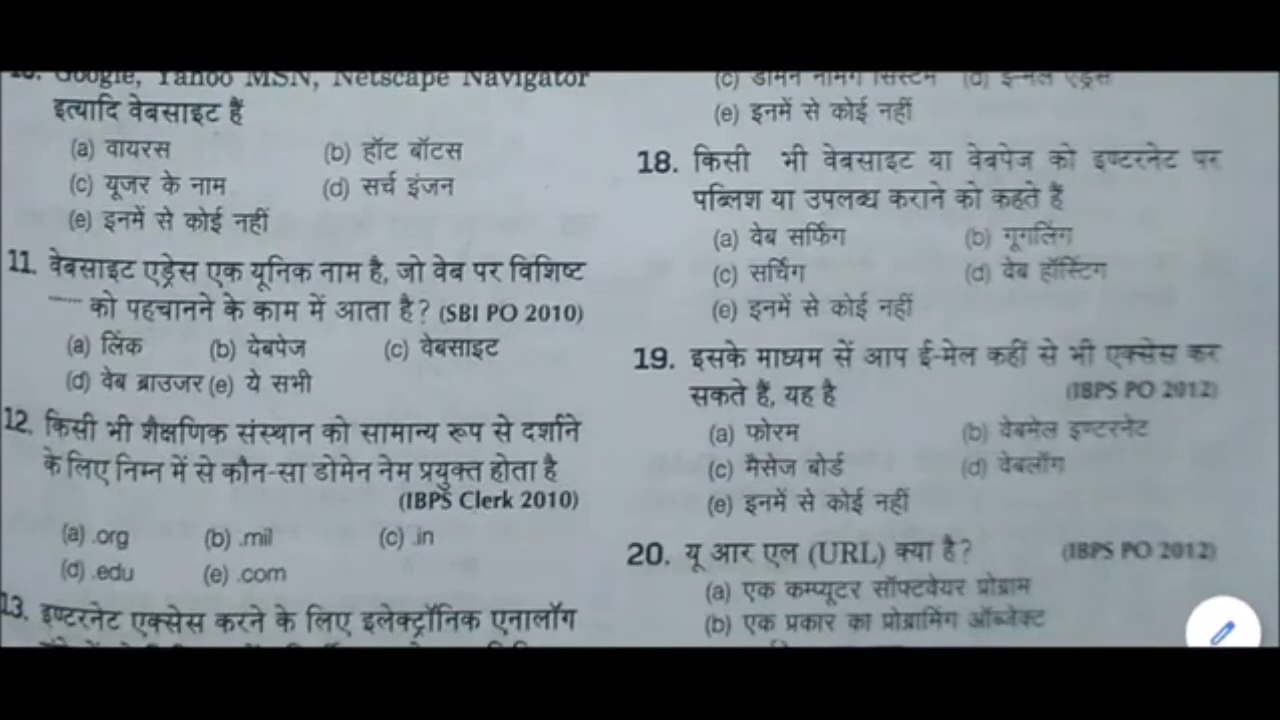 10. Google, Yahoo MSN, Netscape Navigator
इत्यादि वेबसाइट हैं
(a) वायरस (b) हॉट बॉटस
(c) यूजर के नाम (d) सर्च इंजन
(e) इनमें से कोई नहीं
11. वेबसाइट एड्रेस एक यूनिक नाम है, जो वेब पर विशिष्ट
----- को पहचानने के काम में आता है? (SBI PO 2010)
(a) लिंक (b) वेबपेज (c) वेबसाइट
(d) वेब ब्राउजर (e) ये सभी
12. किसी भी शैक्षणिक संस्थान को सामान्य रूप से दर्शाने
के लिए निम्न में से कौन-सा डोमेन नेम प्रयुक्त होता है
(IBPS Clerk 2010)
(a) .org (b) .mil (c) .in
(d) .edu (e) .com
13. इण्टरनेट एक्सेस करने के लिए इलेक्ट्रॉनिक एनालॉग
(c) डोमेन नेमिंग सिस्टम (d) ई-मेल एड्रेस
(e) इनमें से कोई नहीं
18. किसी भी वेबसाइट या वेबपेज को इण्टरनेट पर
पब्लिश या उपलब्ध कराने को कहते हैं
(a) वेब सर्फिंग (b) गूगलिंग
(c) सर्चिंग (d) वेब हॉस्टिंग
(e) इनमें से कोई नहीं
19. इसके माध्यम सें आप ई-मेल कहीं से भी एक्सेस कर
सकते हैं, यह है (IBPS PO 2012)
(a) फोरम (b) वेबमेल इण्टरनेट
(c) मैसेज बोर्ड (d) वेबलॉग
(e) इनमें से कोई नहीं
20. यू आर एल (URL) क्या है? (IBPS PO 2012)
(a) एक कम्प्यूटर सॉफ्टवेयर प्रोग्राम
(b) एक प्रकार का प्रोग्रामिंग ऑब्जेक्ट